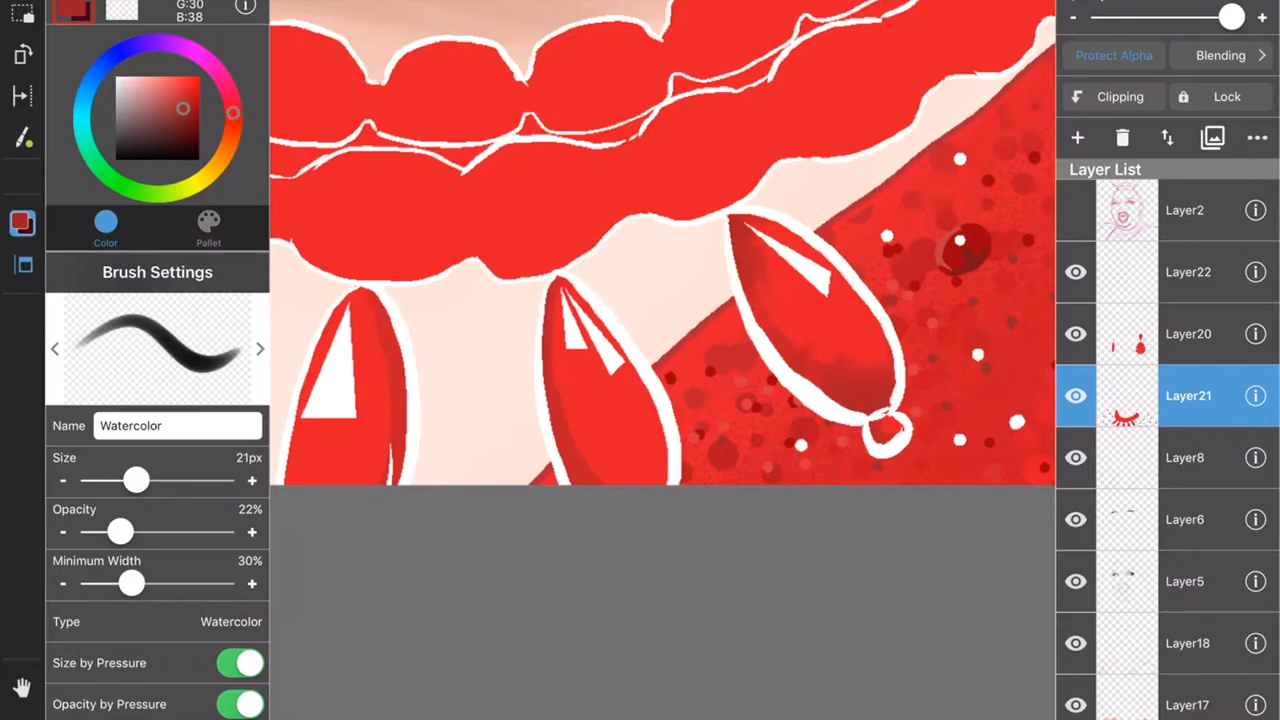 G:30
B:38
Color
Pallet
Brush Settings
Name Watercolor
Size 21px
- +
Opacity 22%
- +
Minimum Width 30%
- +
Type Watercolor
Size by Pressure
Opacity by Pressure
- +
Protect Alpha Blending
Clipping Lock
Layer List
Layer2
Layer22
Layer20
Layer21
Layer8
Layer6
Layer5
Layer18
Layer17